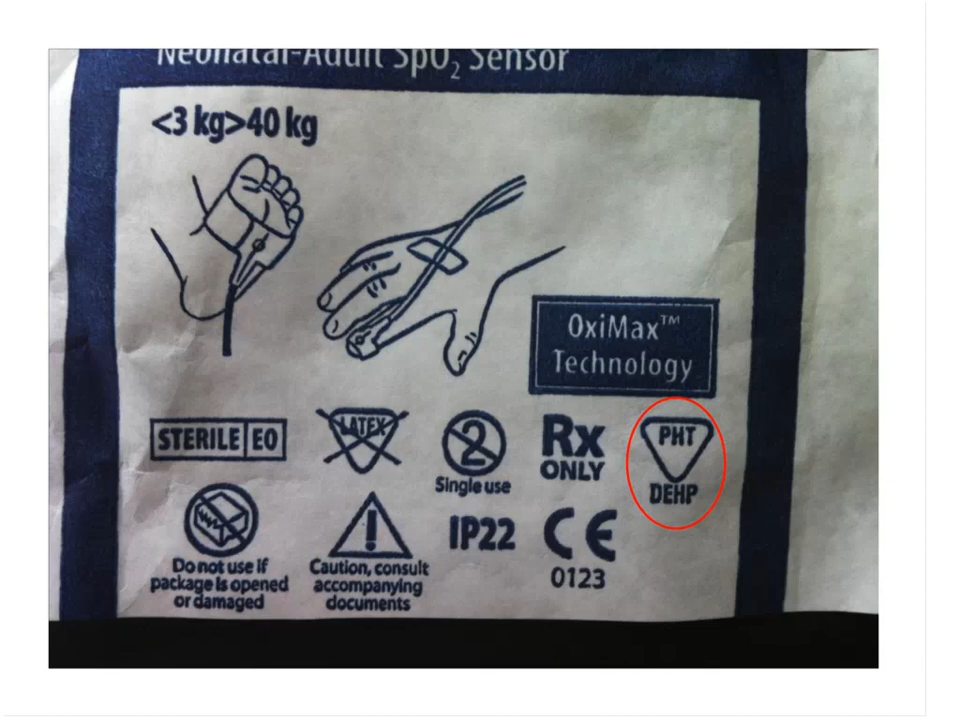 Neonatal-Adult SpO₂ Sensor
<3 kg>40 kg
OxiMax™
Technology
STERILE EO
LATEX
2
Single use
Rx
ONLY
PHT
DEHP
Do not use if
package is opened
or damaged
!
Caution, consult
accompanying
documents
IP22
CE
0123